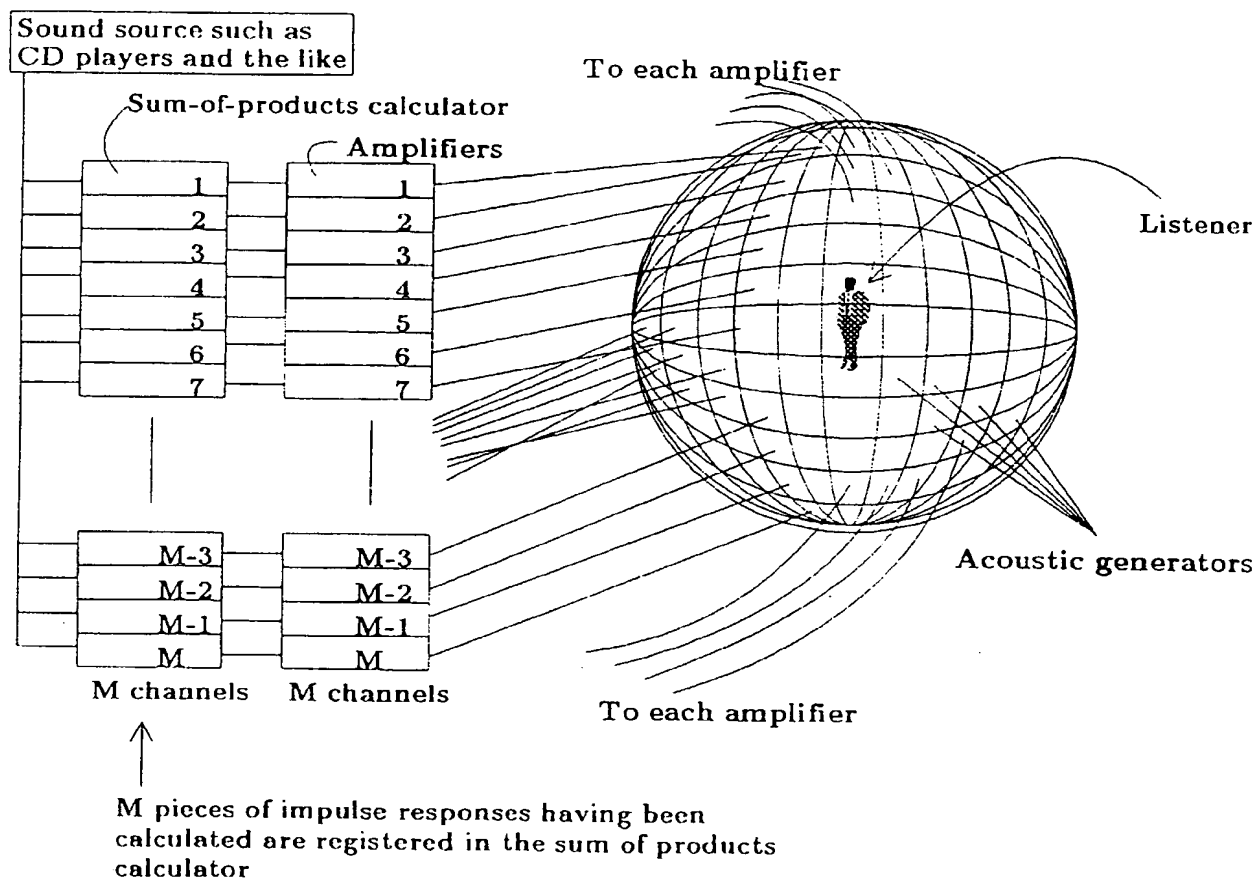 Sound source such as
CD players and the like
To each amplifier
Sum-of-products calculator
Amplifiers
1 1
2 2
3 3
4 4
5 5
6 6
7 7
Listener
M-3 M-3
M-2 M-2
M-1 M-1
M M
Acoustic generators
M channels M channels
To each amplifier
M pieces of impulse responses having been
calculated are registered in the sum of products
calculator